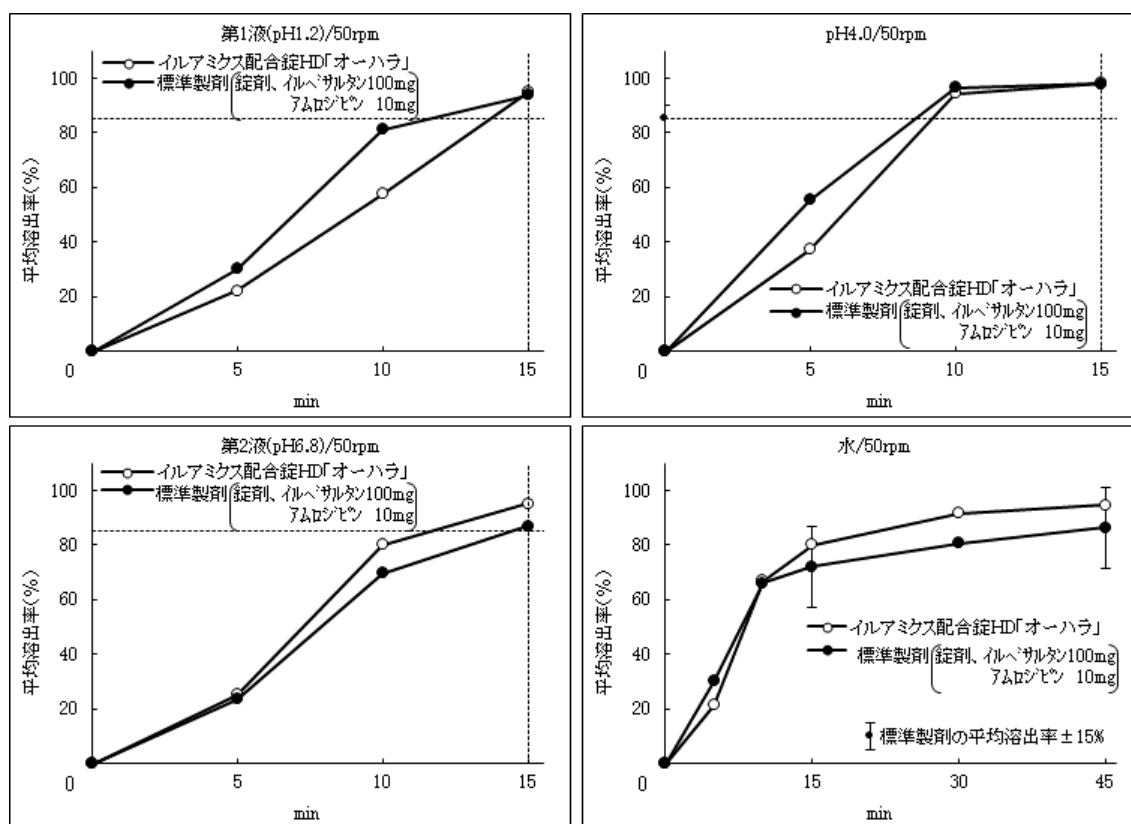 第1液(pH1.2)/50rpm
イルアミクス配合錠HD「オーハラ」
標準製剤(錠剤、イルベサルタン100mg
アムロジピン 10mg)
平均溶出率(%)
100
80
60
40
20
0
5
10
15
min
pH4.0/50rpm
平均溶出率(%)
100
80
60
40
20
イルアミクス配合錠HD「オーハラ」
標準製剤(錠剤、イルベサルタン100mg
アムロジピン 10mg)
0
5
10
15
min
第2液(pH6.8)/50rpm
イルアミクス配合錠HD「オーハラ」
標準製剤(錠剤、イルベサルタン100mg
アムロジピン 10mg)
平均溶出率(%)
100
80
60
40
20
0
5
10
15
min
水/50rpm
平均溶出率(%)
100
80
60
40
20
イルアミクス配合錠HD「オーハラ」
標準製剤(錠剤、イルベサルタン100mg
アムロジピン 10mg)
標準製剤の平均溶出率±15%
0
15
30
45
min